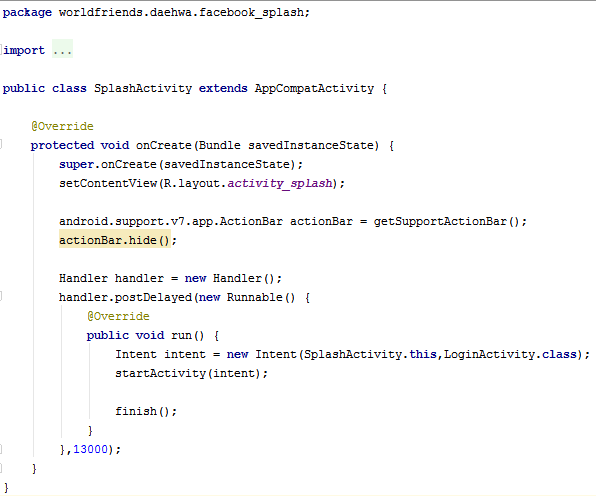 package worldfriends.daehwa.facebook_splash;
import ...
public class SplashActivity extends AppCompatActivity {
@Override
protected void onCreate(Bundle savedInstanceState) {
super.onCreate(savedInstanceState);
setContentView(R.layout.activity_splash);
android.support.v7.app.ActionBar actionBar = getSupportActionBar();
actionBar.hide();
Handler handler = new Handler();
handler.postDelayed(new Runnable() {
@Override
public void run() {
Intent intent = new Intent(SplashActivity.this,LoginActivity.class);
startActivity(intent);
finish();
}
},13000);
}
}